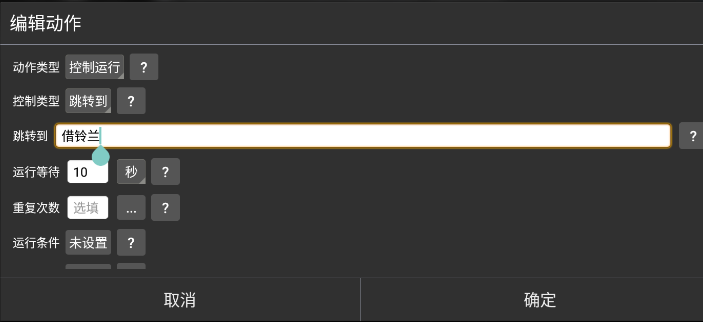 编辑动作
动作类型 控制运行 ?
控制类型 跳转到 ?
跳转到 借铃兰 ?
运行等待 10 秒 ?
重复次数 选填 ... ?
运行条件 未设置 ?
取消 确定